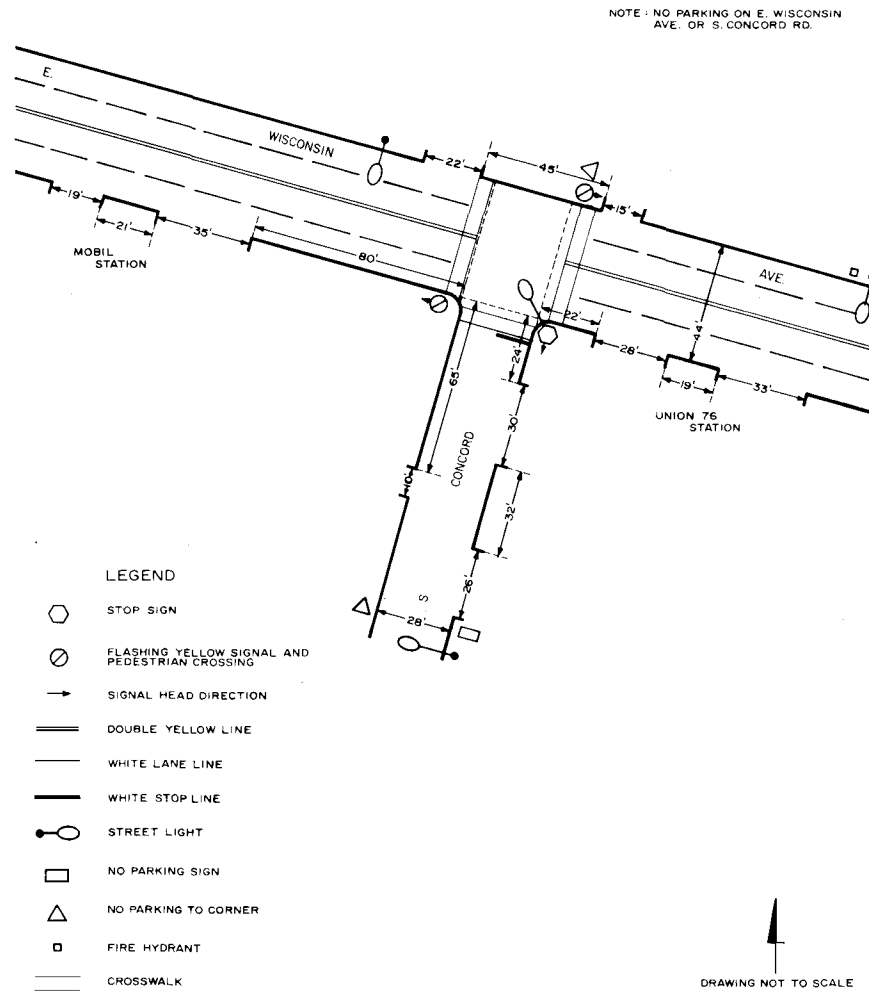 NOTE : NO PARKING ON E. WISCONSIN
AVE. OR S. CONCORD RD.
E.
WISCONSIN
22'
45'
15'
19'
21'
35'
80'
MOBIL
STATION
AVE.
44'
22'
28'
19'
33'
UNION 76
STATION
24'
65'
30'
CONCORD
10'
32'
26'
S.
28'
LEGEND
STOP SIGN
FLASHING YELLOW SIGNAL AND
PEDESTRIAN CROSSING
SIGNAL HEAD DIRECTION
DOUBLE YELLOW LINE
WHITE LANE LINE
WHITE STOP LINE
STREET LIGHT
NO PARKING SIGN
NO PARKING TO CORNER
FIRE HYDRANT
CROSSWALK
DRAWING NOT TO SCALE